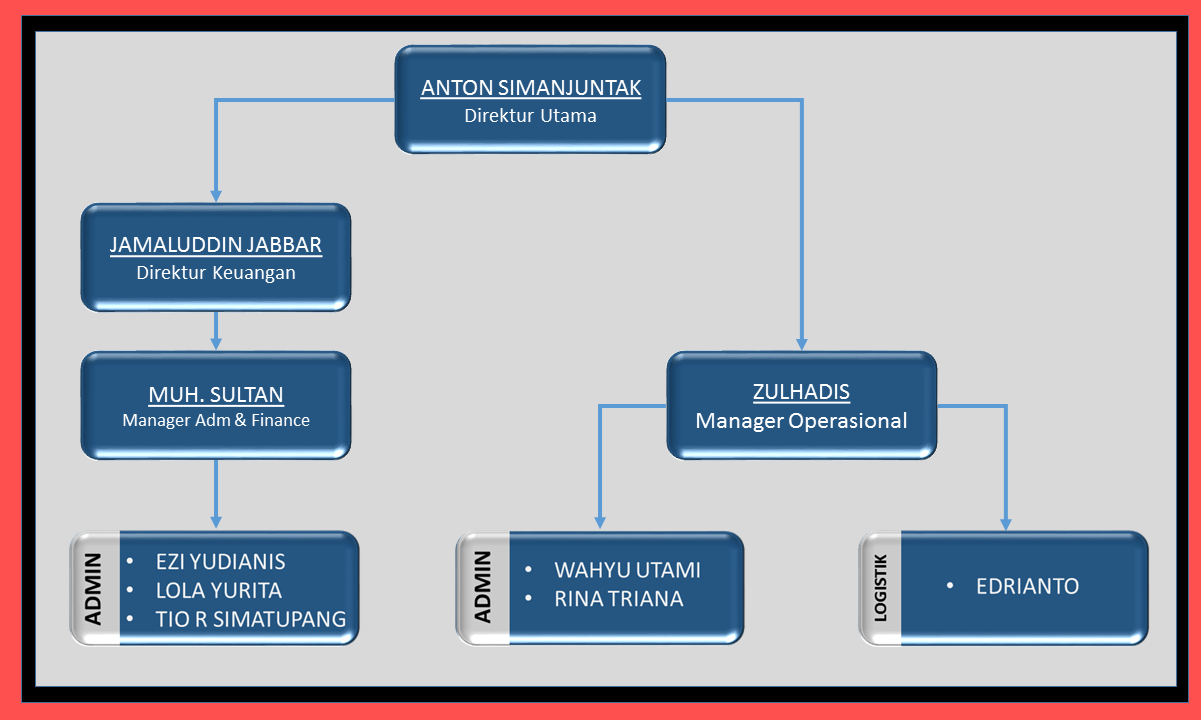 ANTON SIMANJUNTAK
Direktur Utama
JAMALUDDIN JABBAR
Direktur Keuangan
MUH. SULTAN
Manager Adm & Finance
ZULHADIS
Manager Operasional
ADMIN
• EZI YUDIANIS
• LOLA YURITA
• TIO R SIMATUPANG
ADMIN
• WAHYU UTAMI
• RINA TRIANA
LOGISTIK
• EDRIANTO